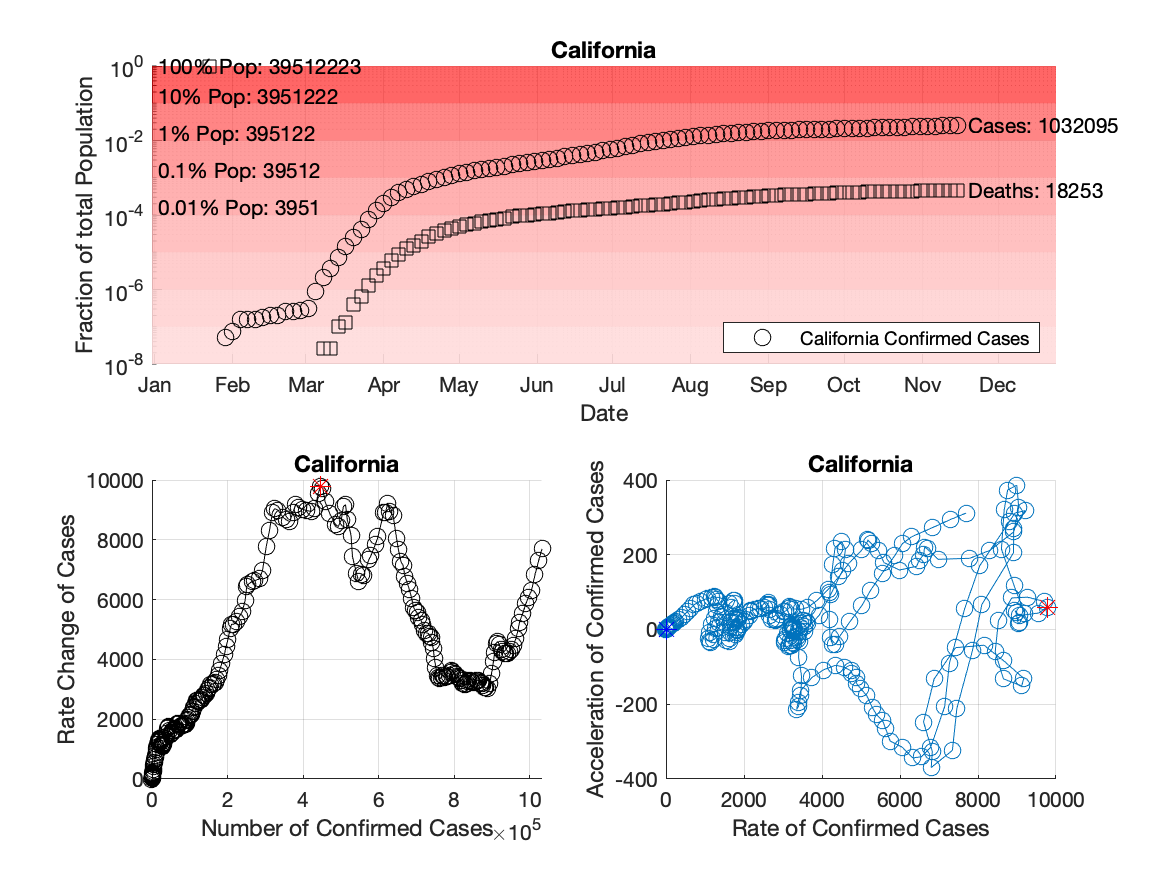 California
10^0
10^-2
10^-4
10^-6
10^-8
Fraction of total Population
100% Pop: 39512223
10% Pop: 3951222
1% Pop: 395122
0.1% Pop: 39512
0.01% Pop: 3951
Cases: 1032095
Deaths: 18253
California Confirmed Cases
Jan Feb Mar Apr May Jun Jul Aug Sep Oct Nov Dec
Date
California
10000
8000
6000
4000
2000
0
Rate Change of Cases
0 2 4 6 8 10
Number of Confirmed Cases ×10^5
California
400
200
0
-200
-400
Acceleration of Confirmed Cases
0 2000 4000 6000 8000 10000
Rate of Confirmed Cases